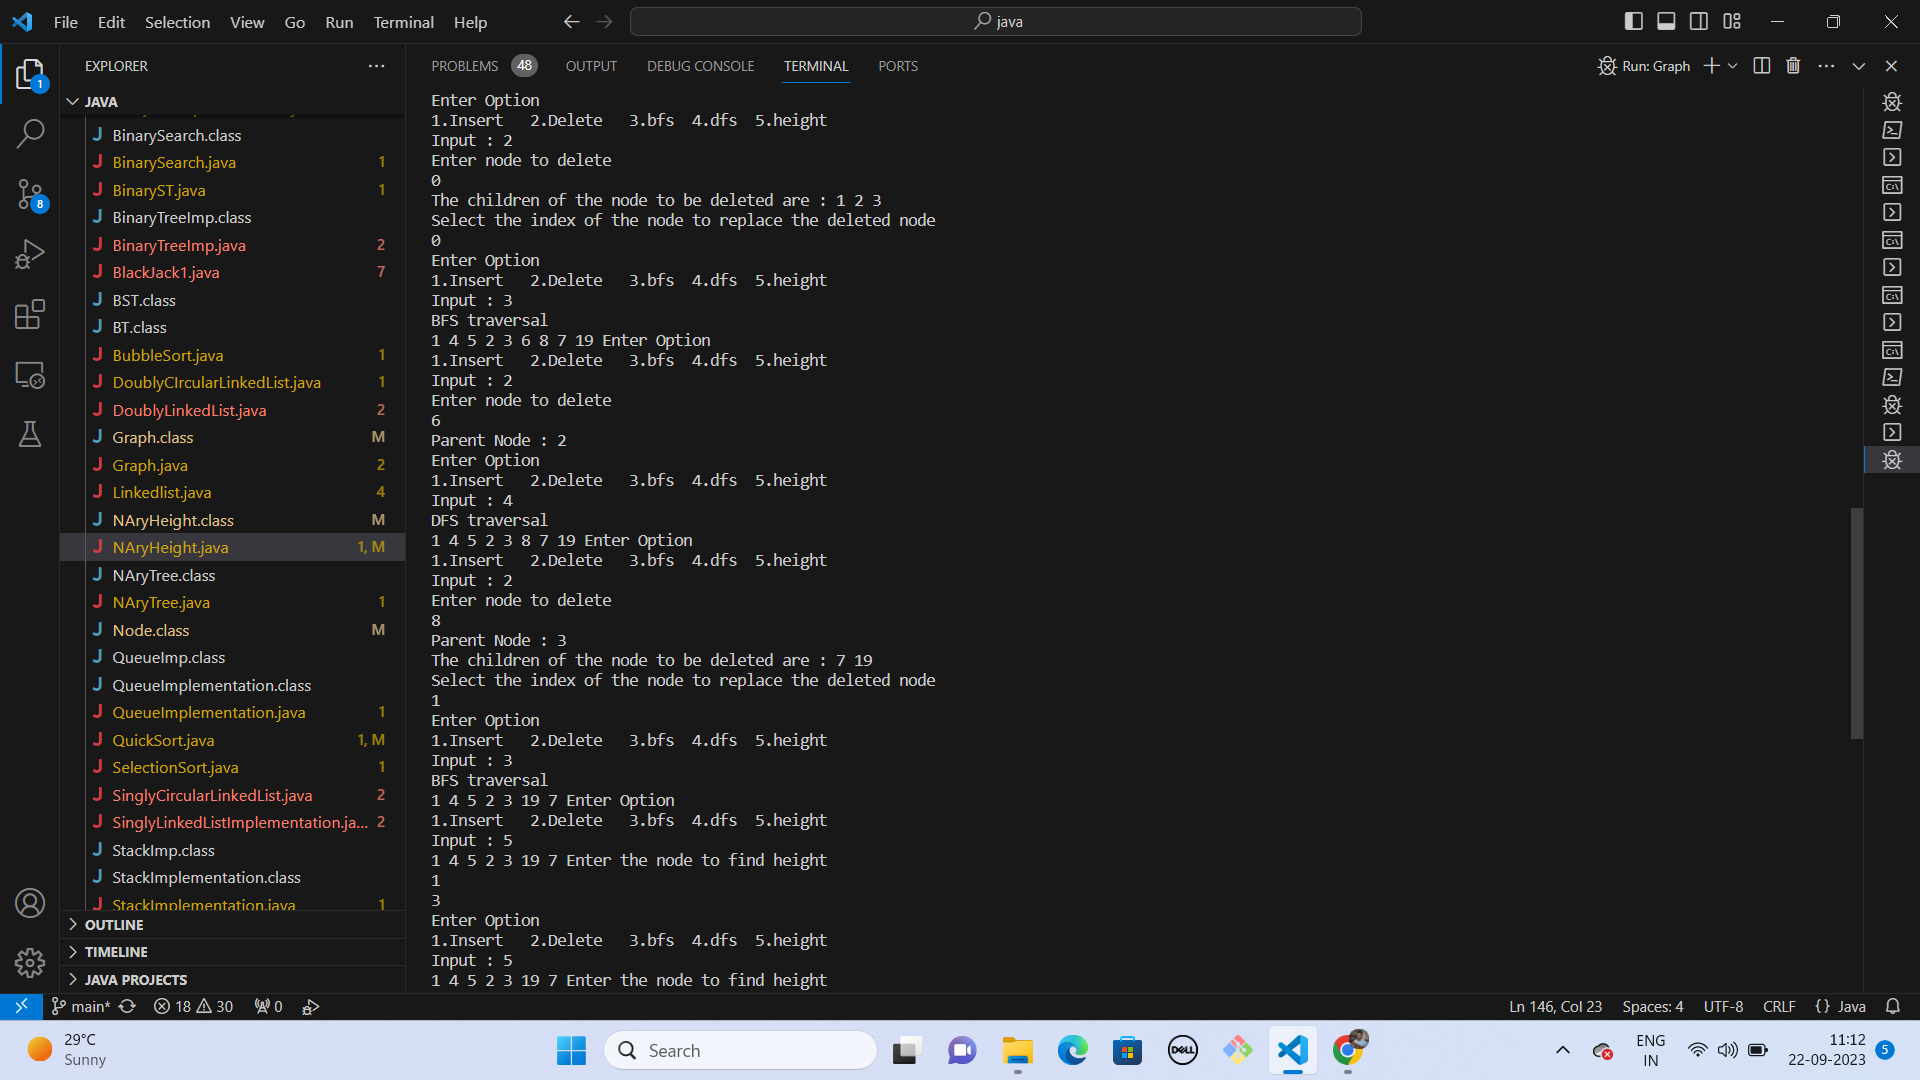 File Edit Selection View Go Run Terminal Help
java
EXPLORER
JAVA
BinarySearch.class
BinarySearch.java 1
BinaryST.java 1
BinaryTreeImp.class
BinaryTreeImp.java 2
BlackJack1.java 7
BST.class
BT.class
BubbleSort.java 1
DoublyCIrcularLinkedList.java 1
DoublyLinkedList.java 2
Graph.class M
Graph.java 2
Linkedlist.java 4
NAryHeight.class M
NAryHeight.java 1, M
NAryTree.class
NAryTree.java 1
Node.class M
QueueImp.class
QueueImplementation.class
QueueImplementation.java 1
QuickSort.java 1, M
SelectionSort.java 1
SinglyCircularLinkedList.java 2
SinglyLinkedListImplementation.ja... 2
StackImp.class
StackImplementation.class
StackImplementation.java 1
OUTLINE
TIMELINE
JAVA PROJECTS
1
8
PROBLEMS 48 OUTPUT DEBUG CONSOLE TERMINAL PORTS
Run: Graph
Enter Option
1.Insert   2.Delete   3.bfs  4.dfs  5.height
Input : 2
Enter node to delete
0
The children of the node to be deleted are : 1 2 3
Select the index of the node to replace the deleted node
0
Enter Option
1.Insert   2.Delete   3.bfs  4.dfs  5.height
Input : 3
BFS traversal
1 4 5 2 3 6 8 7 19 Enter Option
1.Insert   2.Delete   3.bfs  4.dfs  5.height
Input : 2
Enter node to delete
6
Parent Node : 2
Enter Option
1.Insert   2.Delete   3.bfs  4.dfs  5.height
Input : 4
DFS traversal
1 4 5 2 3 8 7 19 Enter Option
1.Insert   2.Delete   3.bfs  4.dfs  5.height
Input : 2
Enter node to delete
8
Parent Node : 3
The children of the node to be deleted are : 7 19
Select the index of the node to replace the deleted node
1
Enter Option
1.Insert   2.Delete   3.bfs  4.dfs  5.height
Input : 3
BFS traversal
1 4 5 2 3 19 7 Enter Option
1.Insert   2.Delete   3.bfs  4.dfs  5.height
Input : 5
1 4 5 2 3 19 7 Enter the node to find height
1
3
Enter Option
1.Insert   2.Delete   3.bfs  4.dfs  5.height
Input : 5
1 4 5 2 3 19 7 Enter the node to find height
main* 18 30 0
Ln 146, Col 23 Spaces: 4 UTF-8 CRLF {} Java
29°C
Sunny
Search
DELL
ENG
IN
11:12
22-09-2023
5